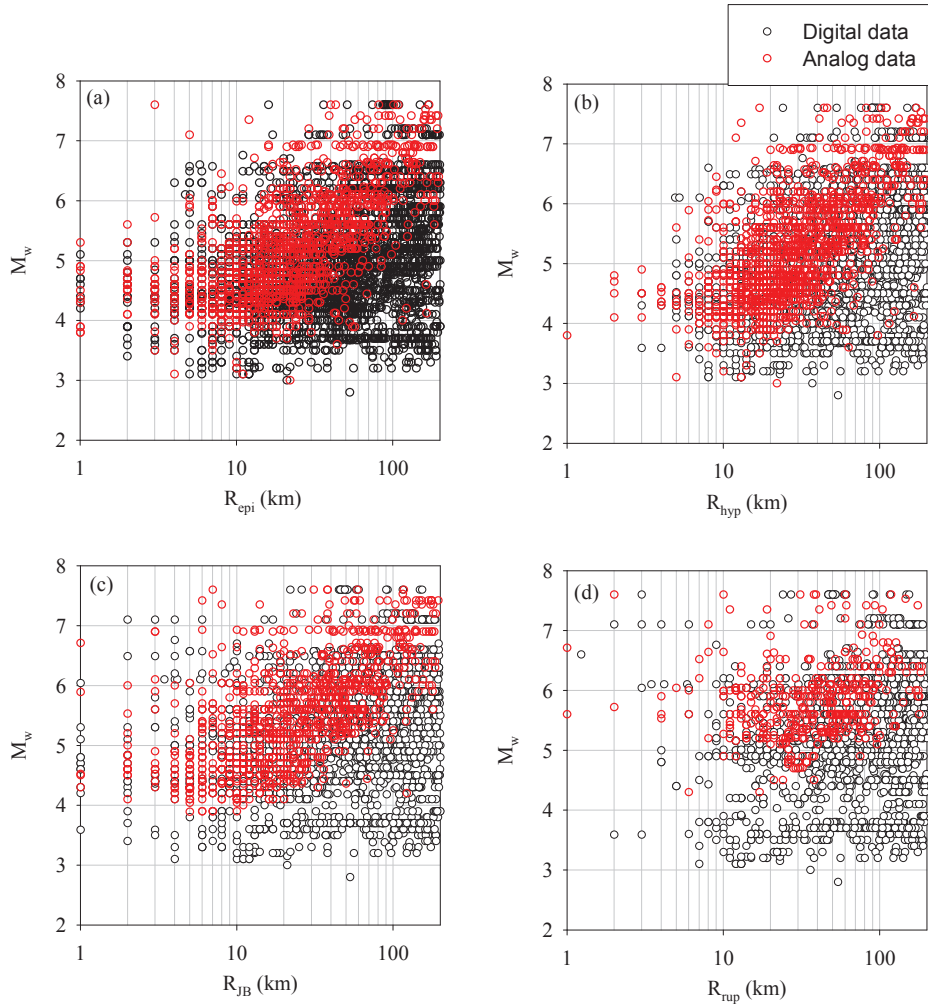 Digital data
Analog data
(a)
8
7
6
5
4
3
2
M_w
1 10 100
R_epi (km)
(b)
8
7
6
5
4
3
2
M_w
1 10 100
R_hyp (km)
(c)
8
7
6
5
4
3
2
M_w
1 10 100
R_JB (km)
(d)
8
7
6
5
4
3
2
M_w
1 10 100
R_rup (km)